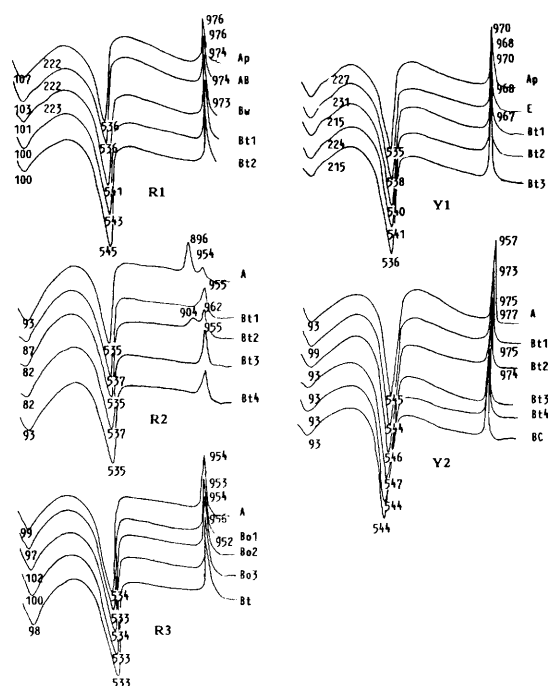 976
976
974 Ap
222
107 222 974 AB
103 223 973 Bw
101 536
100 536 Bt1
100 541 Bt2
543 R1
545
970
968
970
227 Ap
231 968
215 967 E
224 535 Bt1
215 538 Bt2
540 Bt3
541 Y1
536
896
954
955 A
93 904 962 Bt1
87 535 955 Bt2
82 537 Bt3
82 535 Bt4
93 537 R2
535
957
973
975
93 977 A
99 975 Bt1
93 974 Bt2
93 545 Bt3
93 544 Bt4
546 BC
547 Y2
544
544
954
953
954 A
99 956 Bo1
97 952 Bo2
102 534 Bo3
100 533 Bt
98 534 R3
533
533